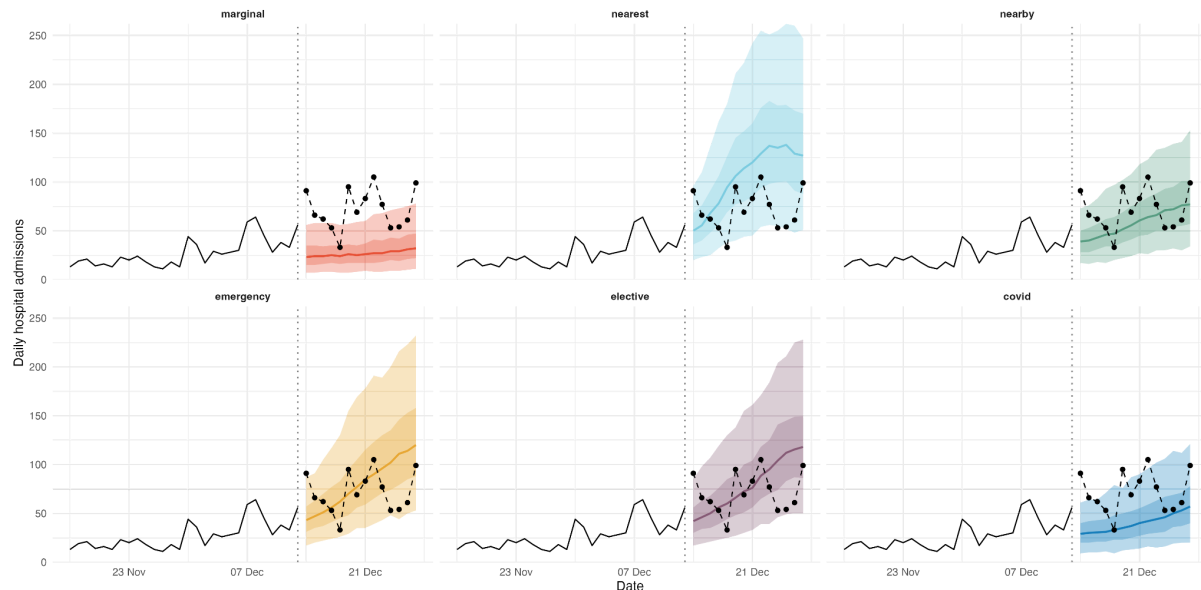 marginal nearest nearby
250
200
150
100
50
0
emergency elective covid
250
200
150
100
50
0
Daily hospital admissions
23 Nov 07 Dec 21 Dec 23 Nov 07 Dec 21 Dec 23 Nov 07 Dec 21 Dec
Date